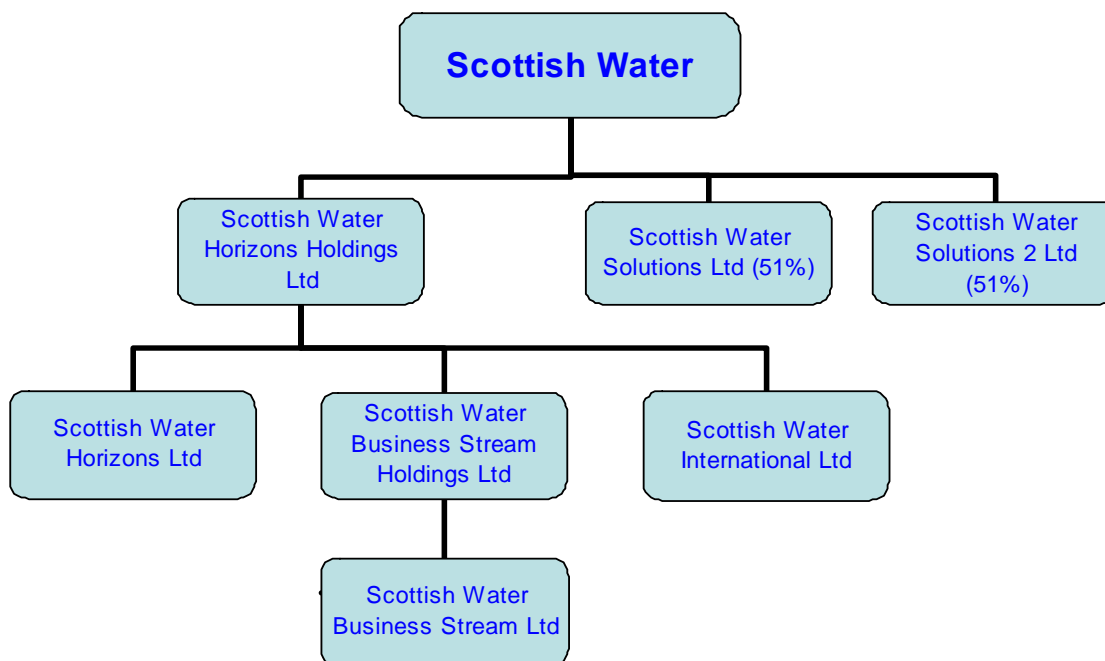 Scottish Water
Scottish Water
Horizons Holdings
Ltd
Scottish Water
Solutions Ltd (51%)
Scottish Water
Solutions 2 Ltd
(51%)
Scottish Water
Horizons Ltd
Scottish Water
Business Stream
Holdings Ltd
Scottish Water
International Ltd
Scottish Water
Business Stream Ltd